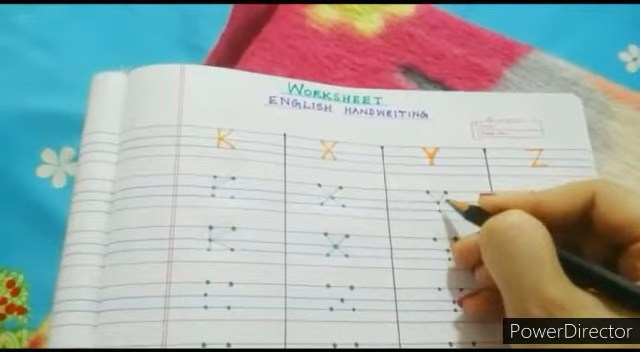 WORKSHEET
ENGLISH HANDWRITING
K X Y Z
K X
K X
PowerDirector